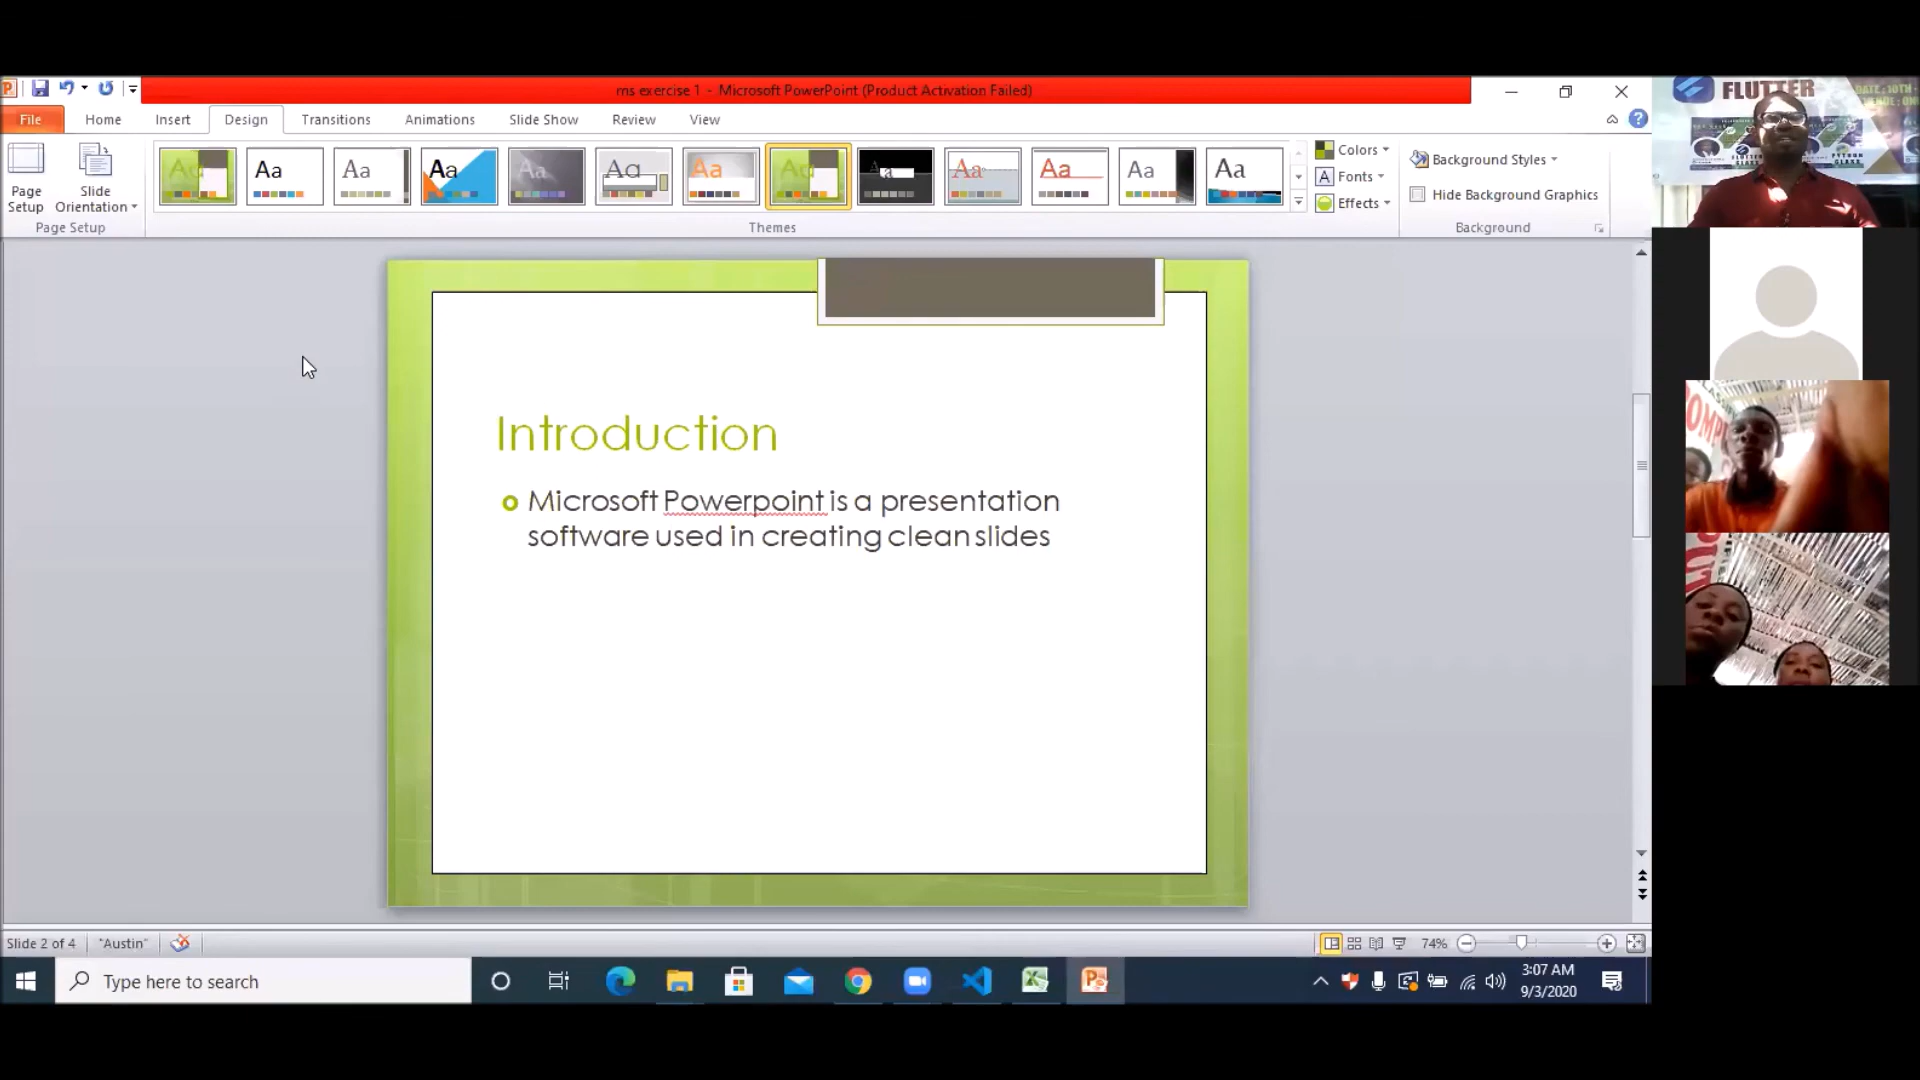 ms exercise 1 - Microsoft PowerPoint (Product Activation Failed)
File Home Insert Design Transitions Animations Slide Show Review View
Page Setup
Slide Orientation
Page Setup
Aa Aa Aa Aa Aa Aa Aa Aa Aa Aa Aa Aa Aa
Themes
Colors
Fonts
Effects
Background Styles
Hide Background Graphics
Background
Introduction
Microsoft Powerpoint is a presentation
software used in creating clean slides
Slide 2 of 4 "Austin" 74%
Type here to search
3:07 AM
9/3/2020
FLUTTER